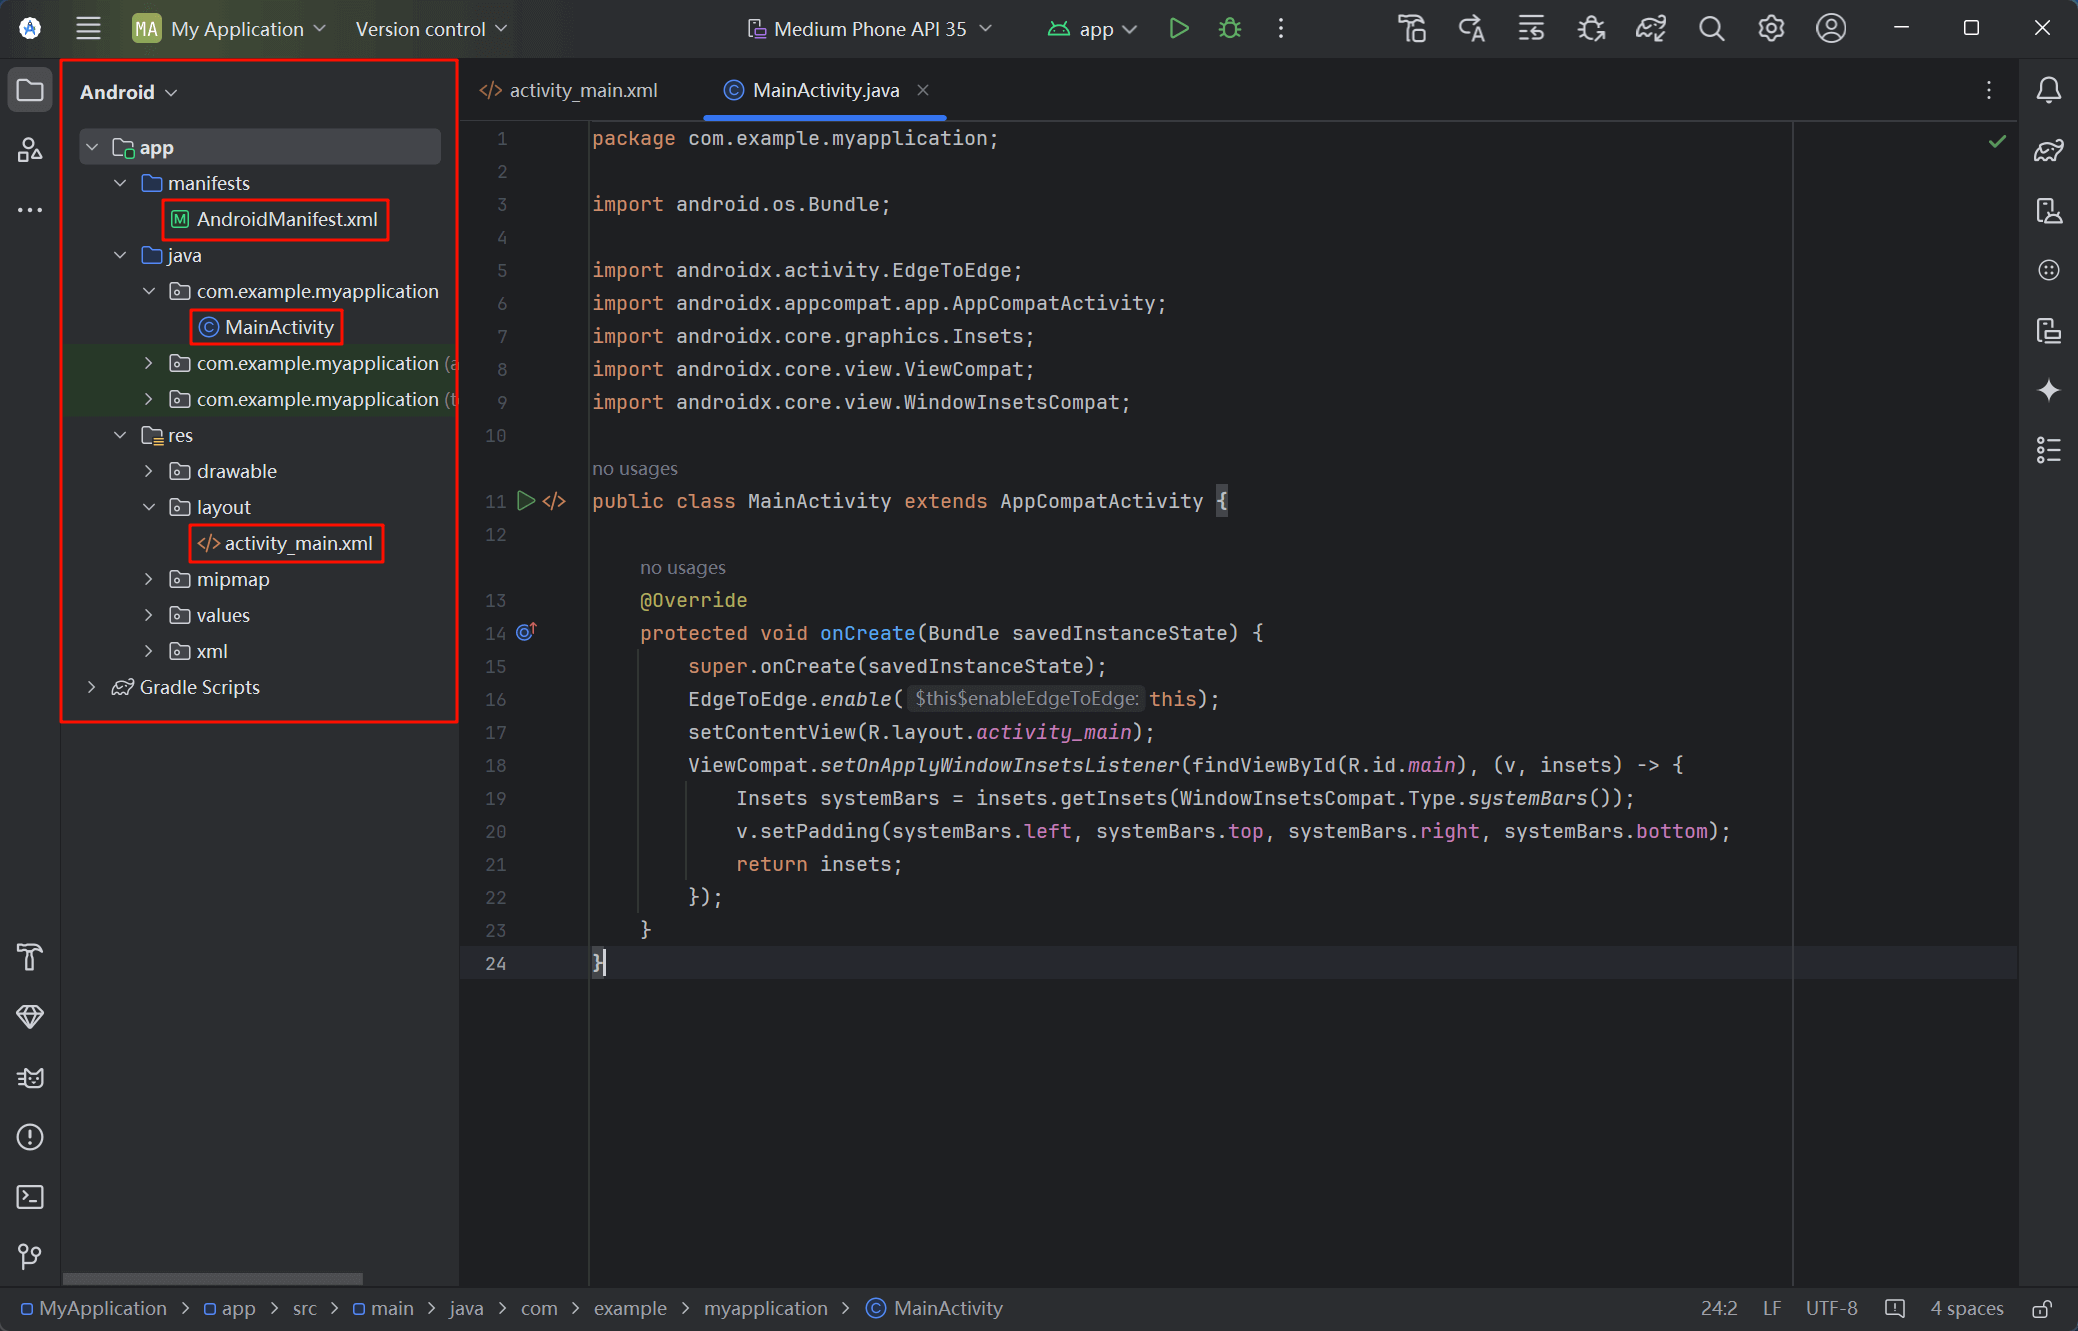 MA My Application Version control Medium Phone API 35 app
Android
app
manifests
AndroidManifest.xml
java
com.example.myapplication
MainActivity
com.example.myapplication (a
com.example.myapplication (t
res
drawable
layout
activity_main.xml
mipmap
values
xml
Gradle Scripts
activity_main.xml MainActivity.java
1 package com.example.myapplication;
2
3 import android.os.Bundle;
4
5 import androidx.activity.EdgeToEdge;
6 import androidx.appcompat.app.AppCompatActivity;
7 import androidx.core.graphics.Insets;
8 import androidx.core.view.ViewCompat;
9 import androidx.core.view.WindowInsetsCompat;
10
no usages
11 public class MainActivity extends AppCompatActivity {
12
no usages
13 @Override
14 protected void onCreate(Bundle savedInstanceState) {
15 super.onCreate(savedInstanceState);
16 EdgeToEdge.enable( $this$enableEdgeToEdge: this);
17 setContentView(R.layout.activity_main);
18 ViewCompat.setOnApplyWindowInsetsListener(findViewById(R.id.main), (v, insets) -> {
19 Insets systemBars = insets.getInsets(WindowInsetsCompat.Type.systemBars());
20 v.setPadding(systemBars.left, systemBars.top, systemBars.right, systemBars.bottom);
21 return insets;
22 });
23 }
24 }
MyApplication > app > src > main > java > com > example > myapplication > MainActivity 24:2 LF UTF-8 4 spaces